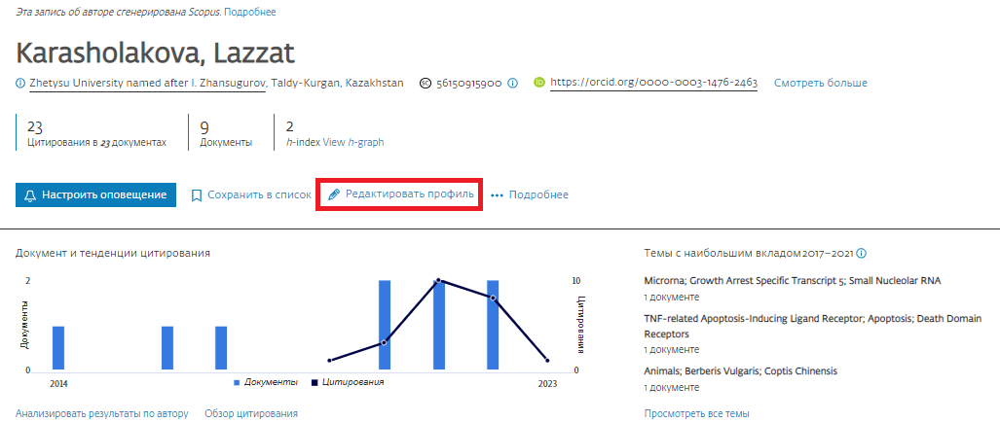 Эта запись об авторе сгенерирована Scopus. Подробнее
Karasholakova, Lazzat
Zhetysu University named after I. Zhansugurov, Taldy-Kurgan, Kazakhstan SC 56150915900 i iD https://orcid.org/0000-0003-1476-2463 Смотреть больше
23 9 2
Цитирования в 23 документах Документы h-index View h-graph
Настроить оповещение Сохранить в список Редактировать профиль Подробнее
Документ и тенденции цитирования Темы с наибольшим вкладом 2017–2021
2 10 Microrna; Growth Arrest Specific Transcript 5; Small Nucleolar RNA
1 документе
Документы Цитирования
TNF-related Apoptosis-Inducing Ligand Receptor; Apoptosis; Death Domain
Receptors
1 документе
0 0 Animals; Berberis Vulgaris; Coptis Chinensis
2014 Документы Цитирования 2023 1 документе
Анализировать результаты по автору Обзор цитирования Просмотреть все темы